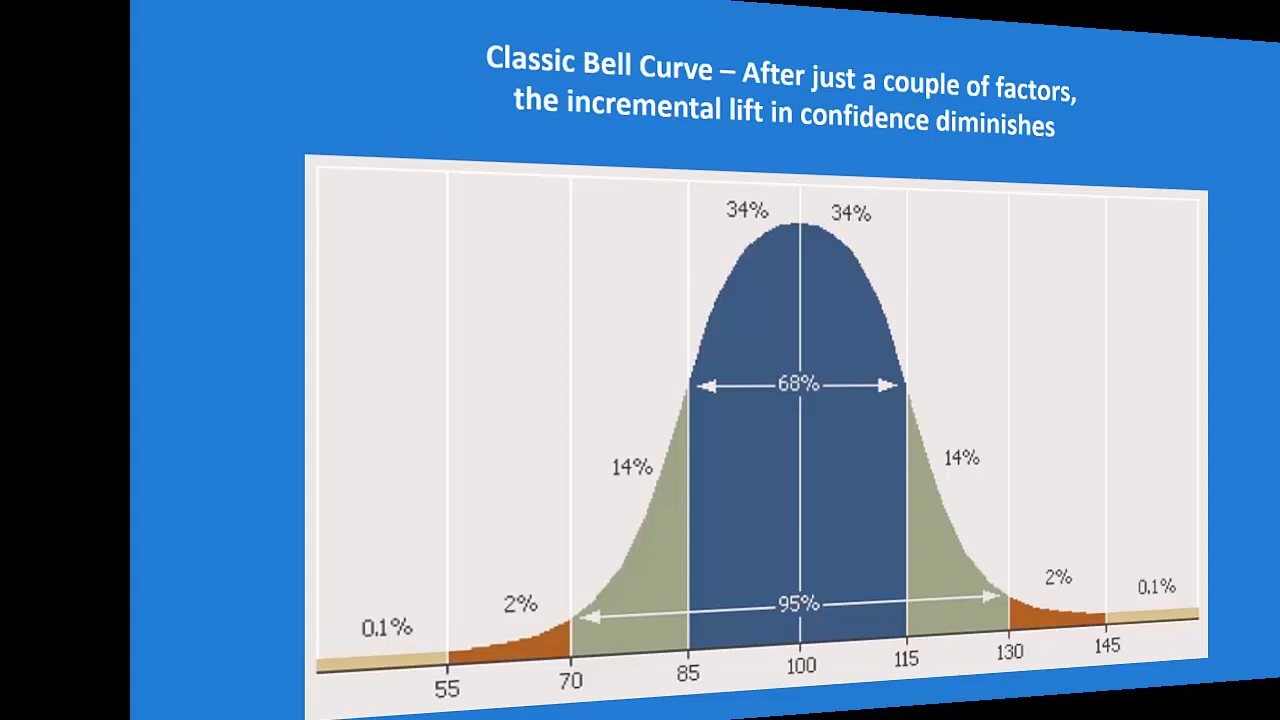 Classic Bell Curve – After just a couple of factors,
the incremental lift in confidence diminishes
34% 34%
68%
14% 14%
95%
2% 2%
0.1% 0.1%
55 70 85 100 115 130 145